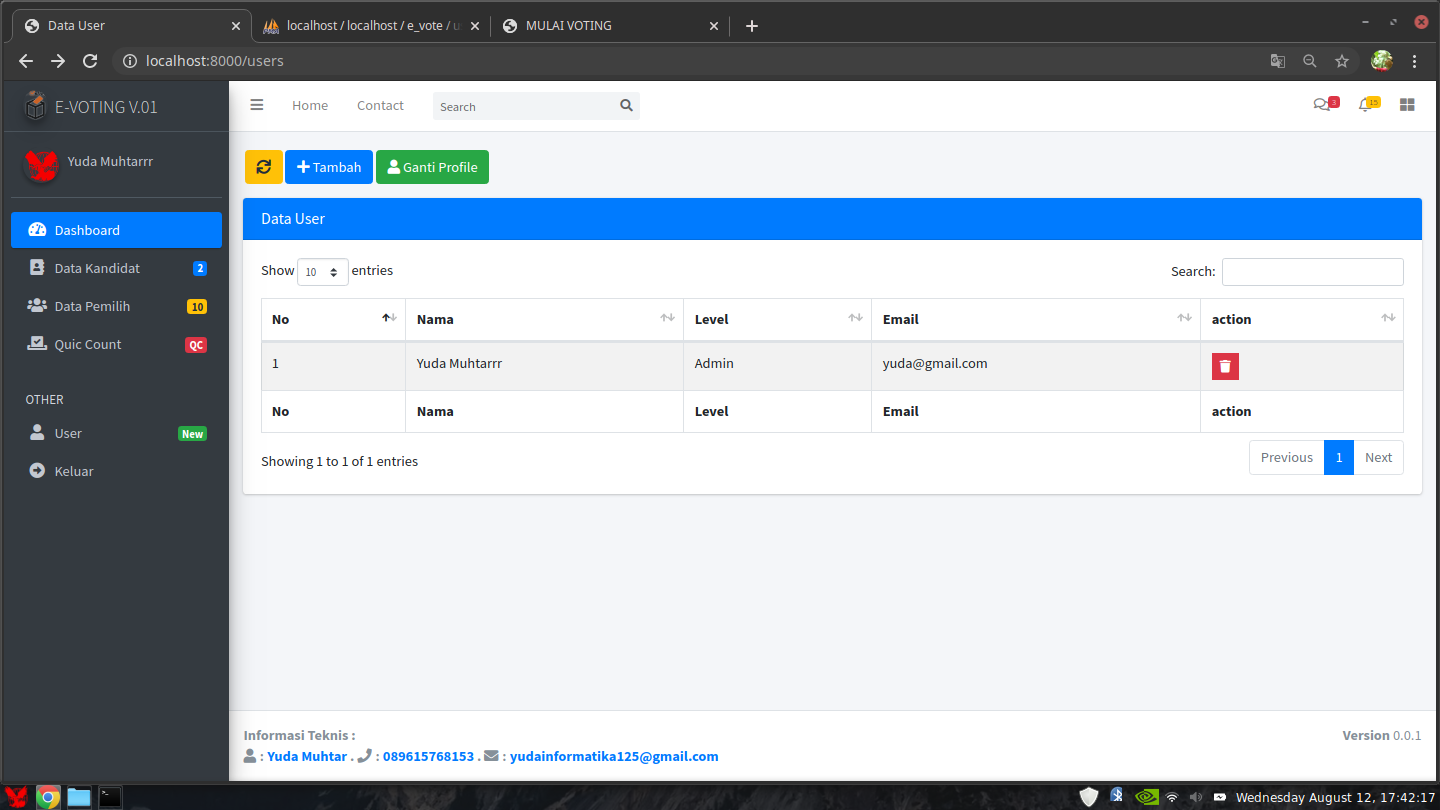 Data User
localhost / localhost / e_vote / u
MULAI VOTING
localhost:8000/users
E-VOTING V.01
Home Contact Search 3 15
Yuda Muhtarrr
Tambah Ganti Profile
Data User
Dashboard
Data Kandidat 2
Data Pemilih 10
Quic Count QC
OTHER
User New
Keluar
Show 10 entries Search:
No Nama Level Email action
1 Yuda Muhtarrr Admin yuda@gmail.com
No Nama Level Email action
Showing 1 to 1 of 1 entries Previous 1 Next
Informasi Teknis : Version 0.0.1
: Yuda Muhtar . : 089615768153 . : yudainformatika125@gmail.com
Wednesday August 12, 17:42:17